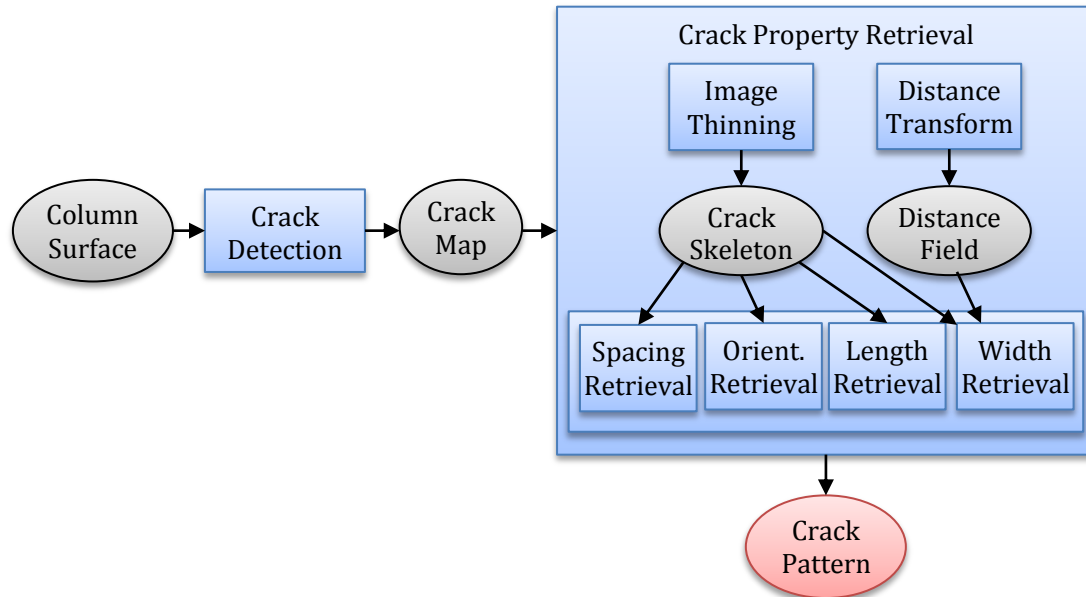 Crack Property Retrieval
Image
Thinning
Distance
Transform
Column
Surface
Crack
Detection
Crack
Map
Crack
Skeleton
Distance
Field
Spacing
Retrieval
Orient.
Retrieval
Length
Retrieval
Width
Retrieval
Crack
Pattern